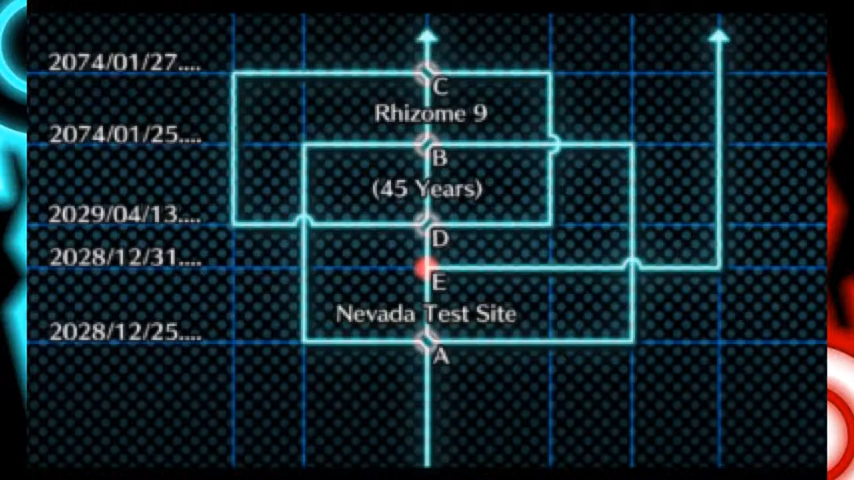 2074/01/27....
C
Rhizome 9
2074/01/25....
B
(45 Years)
2029/04/13....
D
2028/12/31....
E
Nevada Test Site
2028/12/25....
A